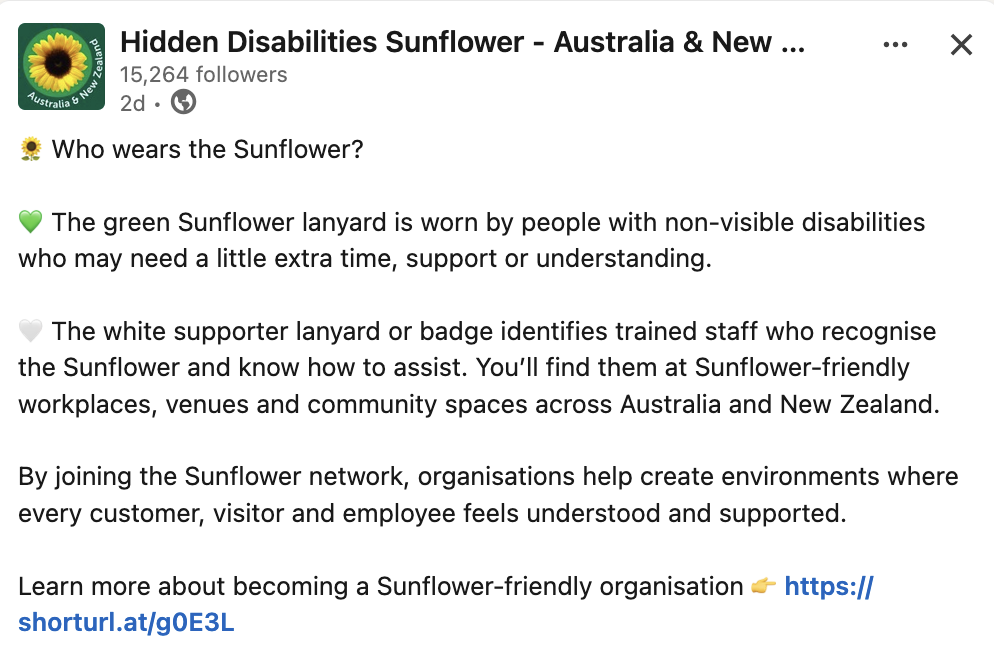 Australia & New Zealand
Hidden Disabilities Sunflower - Australia & New ...
15,264 followers
2d •
🌻 Who wears the Sunflower?
💚 The green Sunflower lanyard is worn by people with non-visible disabilities
who may need a little extra time, support or understanding.
🤍 The white supporter lanyard or badge identifies trained staff who recognise
the Sunflower and know how to assist. You’ll find them at Sunflower-friendly
workplaces, venues and community spaces across Australia and New Zealand.
By joining the Sunflower network, organisations help create environments where
every customer, visitor and employee feels understood and supported.
Learn more about becoming a Sunflower-friendly organisation 👉 https://
shorturl.at/g0E3L